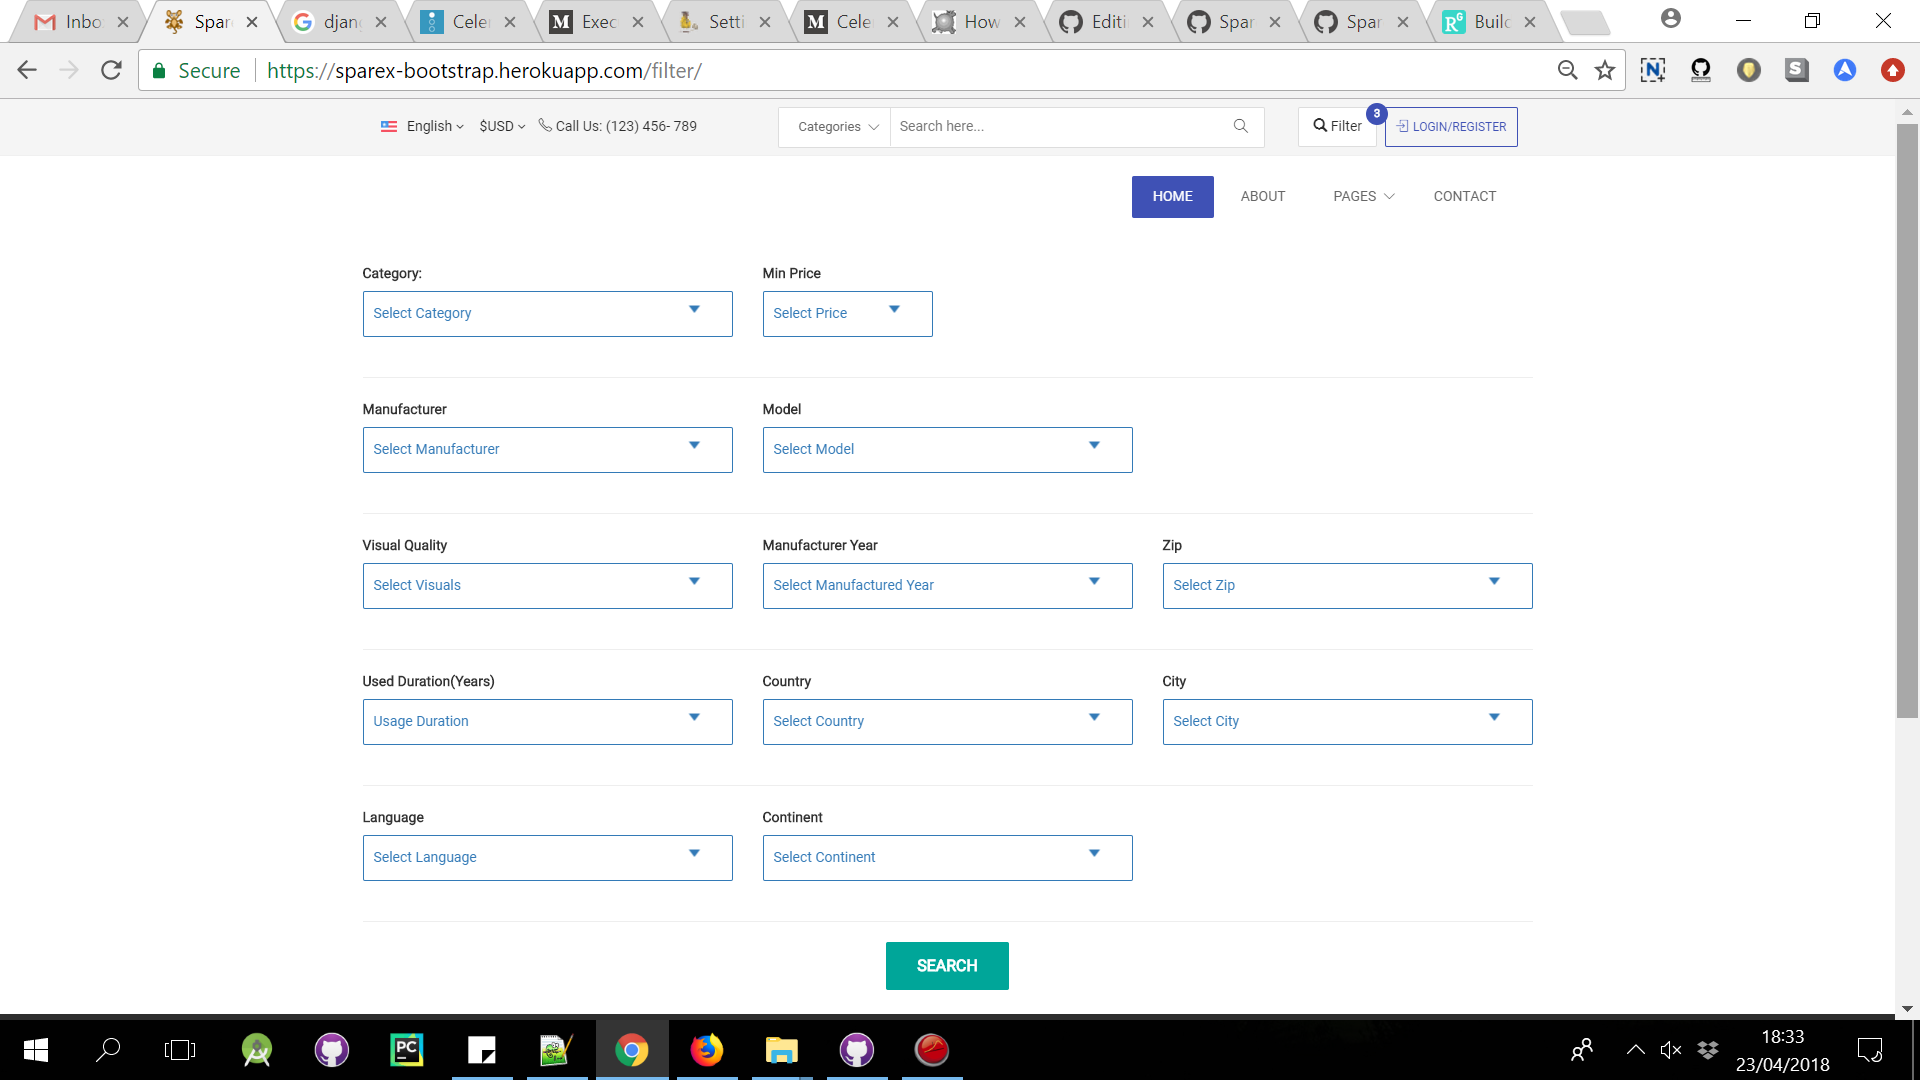 Inbo
Spar
djang
Celer
Exec
Setti
Cele
How
Editi
Spar
Spar
Build
Secure https://sparex-bootstrap.herokuapp.com/filter/
English $USD Call Us: (123) 456- 789 Categories Search here... Filter 3 LOGIN/REGISTER
HOME ABOUT PAGES CONTACT
Category: Min Price
Select Category Select Price
Manufacturer Model
Select Manufacturer Select Model
Visual Quality Manufacturer Year Zip
Select Visuals Select Manufactured Year Select Zip
Used Duration(Years) Country City
Usage Duration Select Country Select City
Language Continent
Select Language Select Continent
SEARCH
18:33
23/04/2018